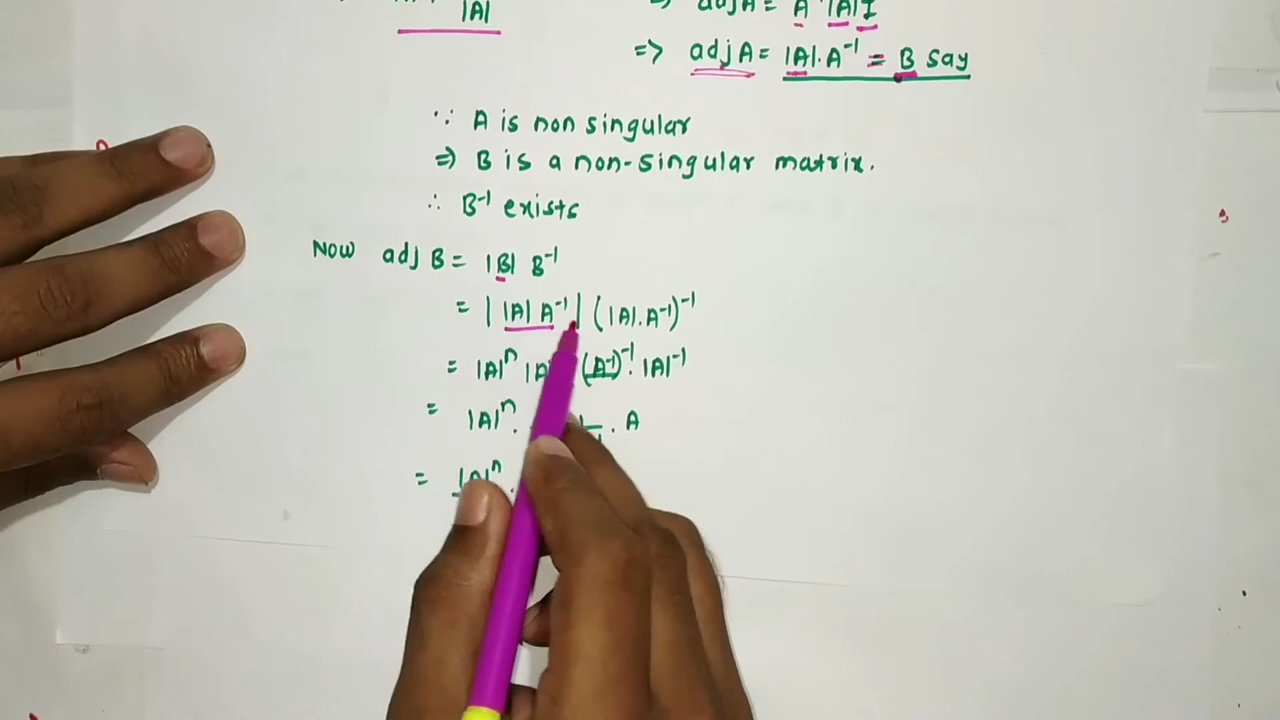 |A|
=> adj A = A |A| I
=> adj A = |A|. A⁻¹ = B say
∵ A is non singular
⇒ B is a non-singular matrix.
∴ B⁻¹ exists
Now adj B = |B| B⁻¹
= | |A| A⁻¹ | (|A|. A⁻¹)⁻¹
= |A|ⁿ (A⁻¹)⁻¹. |A|⁻¹
= |A|ⁿ. . A
= |A|ⁿ.